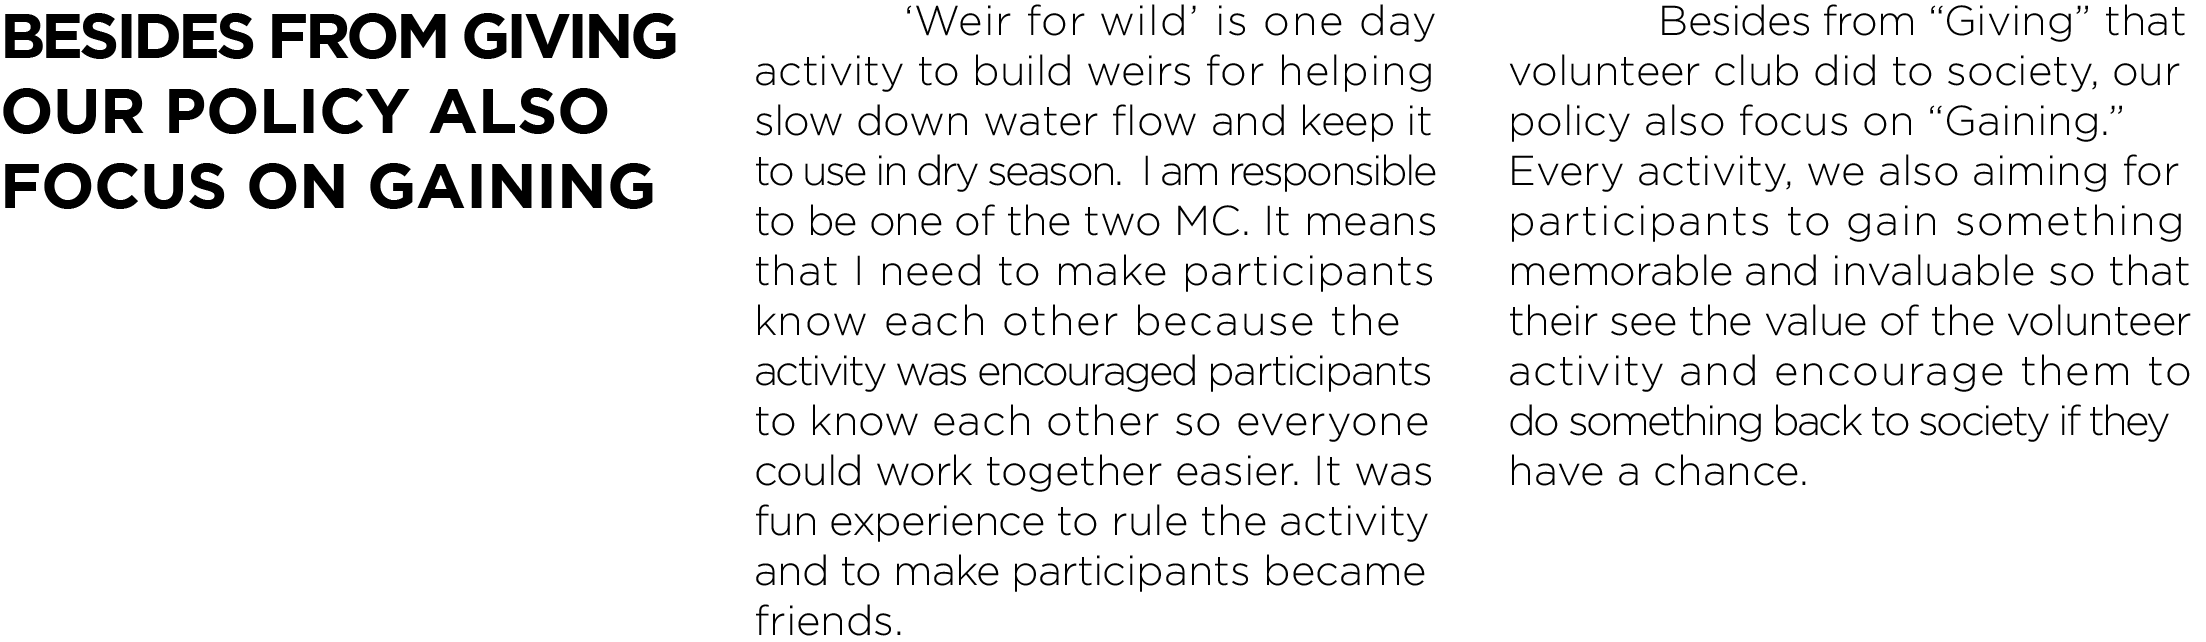 BESIDES FROM GIVING
OUR POLICY ALSO
FOCUS ON GAINING
‘Weir for wild’ is one day
activity to build weirs for helping
slow down water flow and keep it
to use in dry season.  I am responsible
to be one of the two MC. It means
that I need to make participants
know each other because the
activity was encouraged participants
to know each other so everyone
could work together easier. It was
fun experience to rule the activity
and to make participants became
friends.
Besides from “Giving” that
volunteer club did to society, our
policy also focus on “Gaining.”
Every activity, we also aiming for
participants to gain something
memorable and invaluable so that
their see the value of the volunteer
activity and encourage them to
do something back to society if they
have a chance.